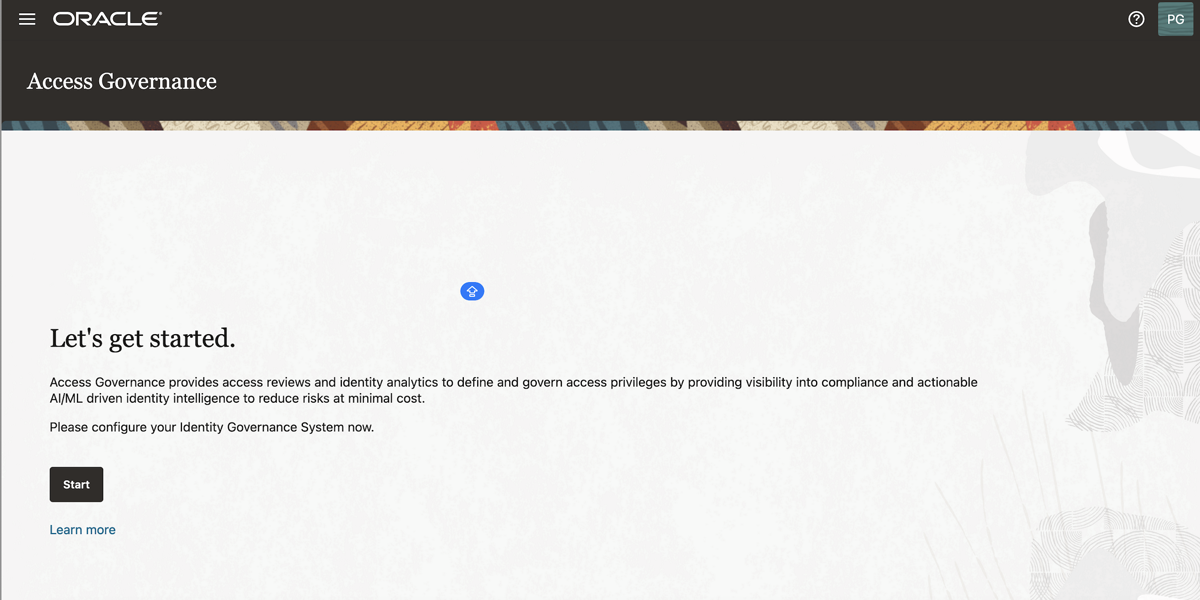 ORACLE
PG
Access Governance
Let's get started.
Access Governance provides access reviews and identity analytics to define and govern access privileges by providing visibility into compliance and actionable
AI/ML driven identity intelligence to reduce risks at minimal cost.
Please configure your Identity Governance System now.
Start
Learn more